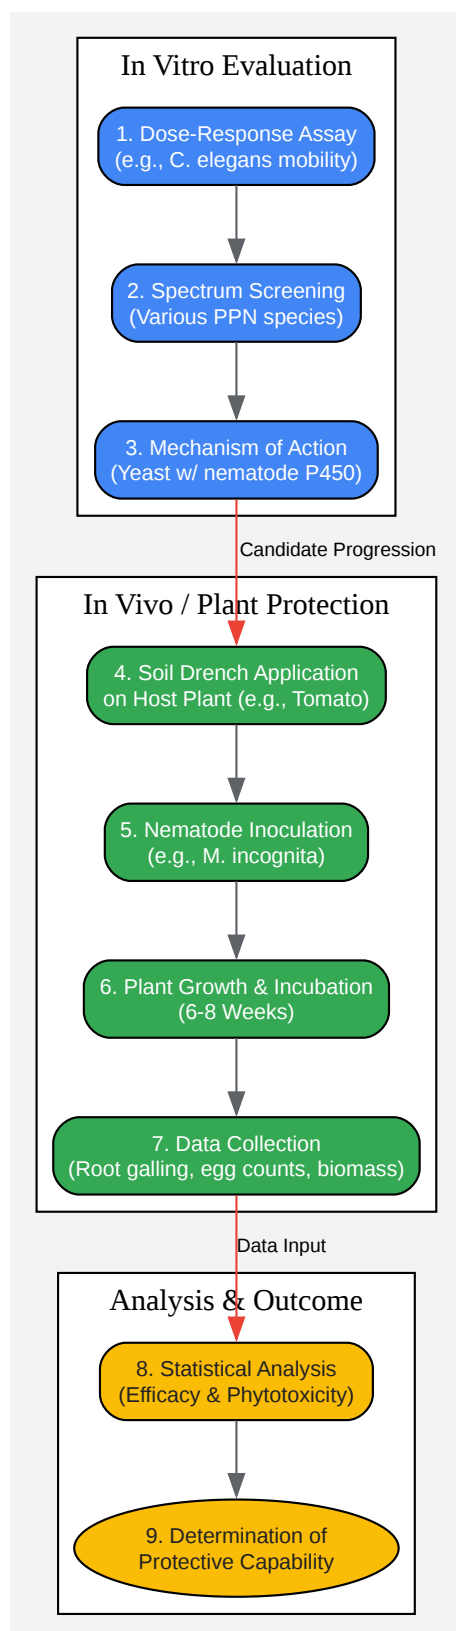 In Vitro Evaluation
1. Dose-Response Assay
(e.g., C. elegans mobility)
2. Spectrum Screening
(Various PPN species)
3. Mechanism of Action
(Yeast w/ nematode P450)
Candidate Progression
In Vivo / Plant Protection
4. Soil Drench Application
on Host Plant (e.g., Tomato)
5. Nematode Inoculation
(e.g., M. incognita)
6. Plant Growth & Incubation
(6-8 Weeks)
7. Data Collection
(Root galling, egg counts, biomass)
Data Input
Analysis & Outcome
8. Statistical Analysis
(Efficacy & Phytotoxicity)
9. Determination of
Protective Capability